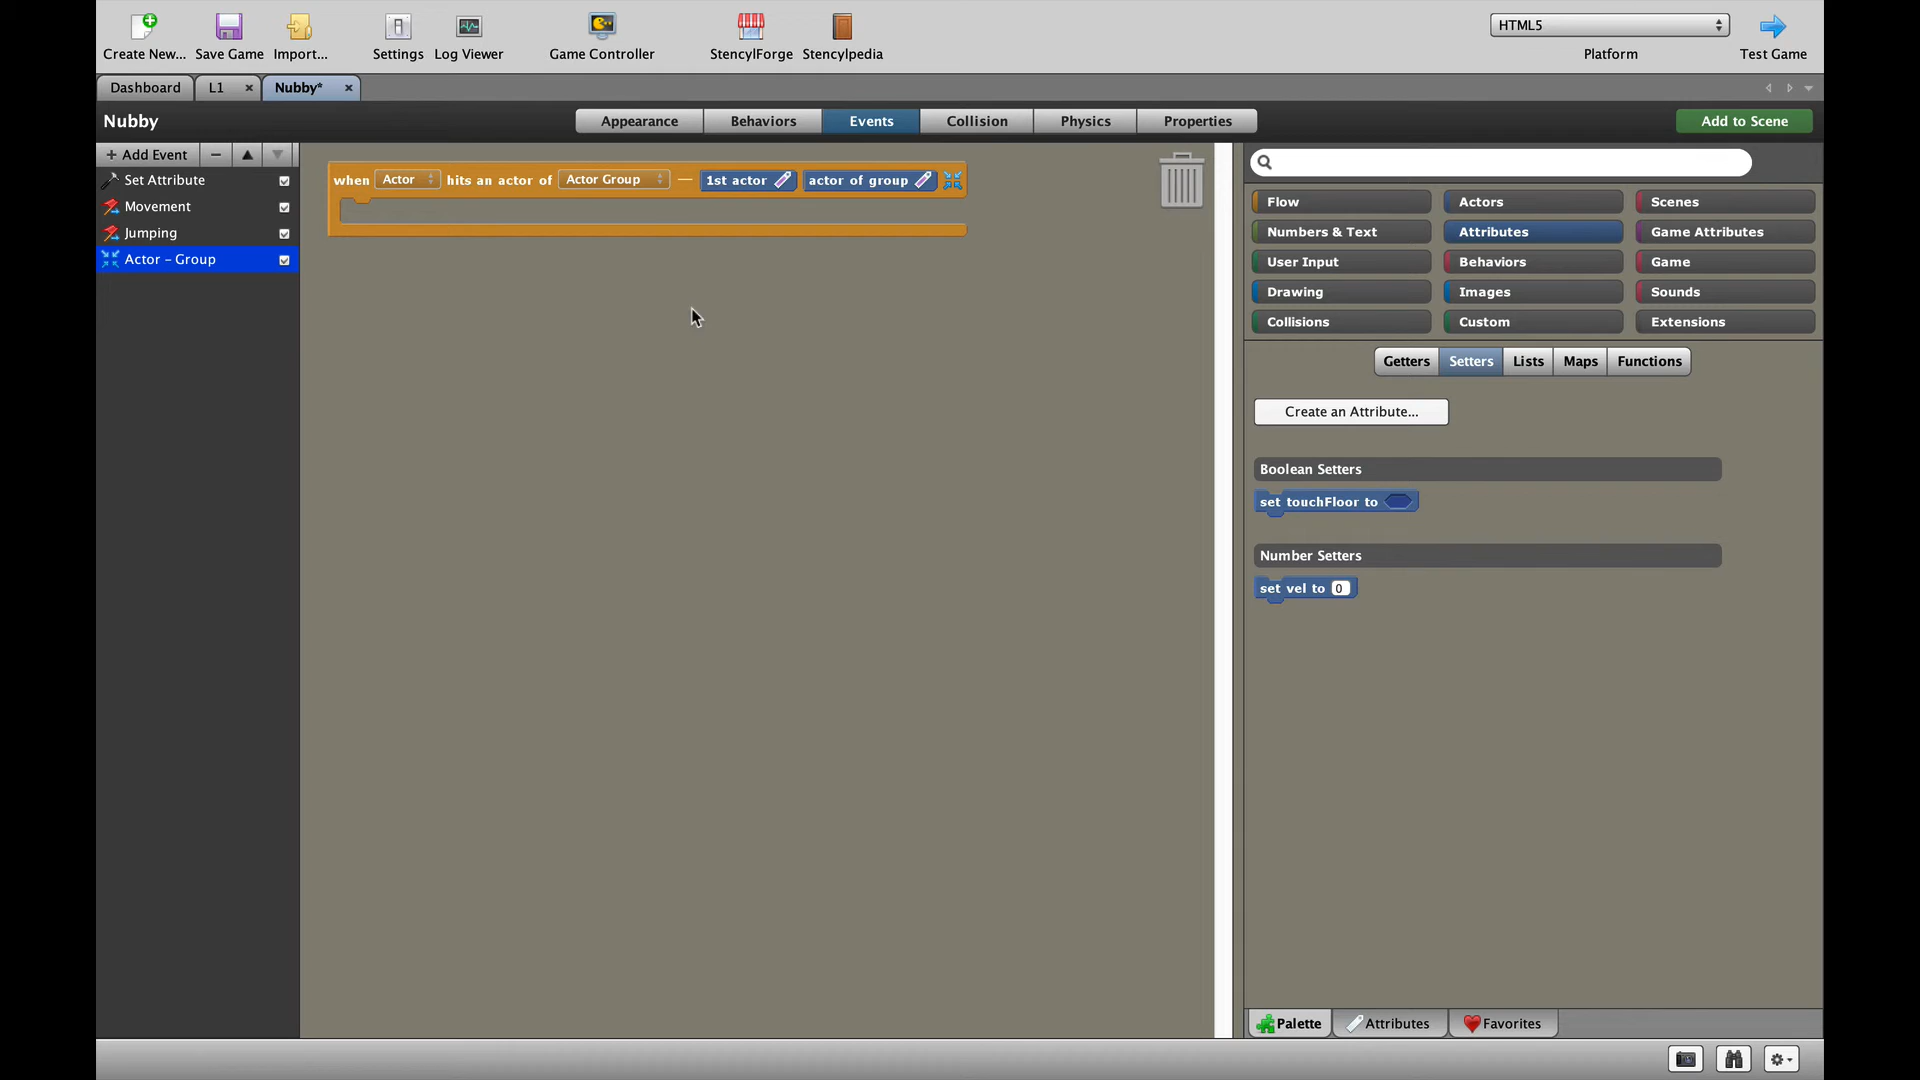 Create New... Save Game Import... Settings Log Viewer Game Controller StencylForge Stencylpedia HTML5 Platform Test Game
Dashboard L1 Nubby*
Nubby Appearance Behaviors Events Collision Physics Properties Add to Scene
+ Add Event
Set Attribute
Movement
Jumping
Actor - Group
when Actor hits an actor of Actor Group — 1st actor actor of group
Flow Actors Scenes
Numbers & Text Attributes Game Attributes
User Input Behaviors Game
Drawing Images Sounds
Collisions Custom Extensions
Getters Setters Lists Maps Functions
Create an Attribute...
Boolean Setters
set touchFloor to
Number Setters
set vel to 0
Palette Attributes Favorites